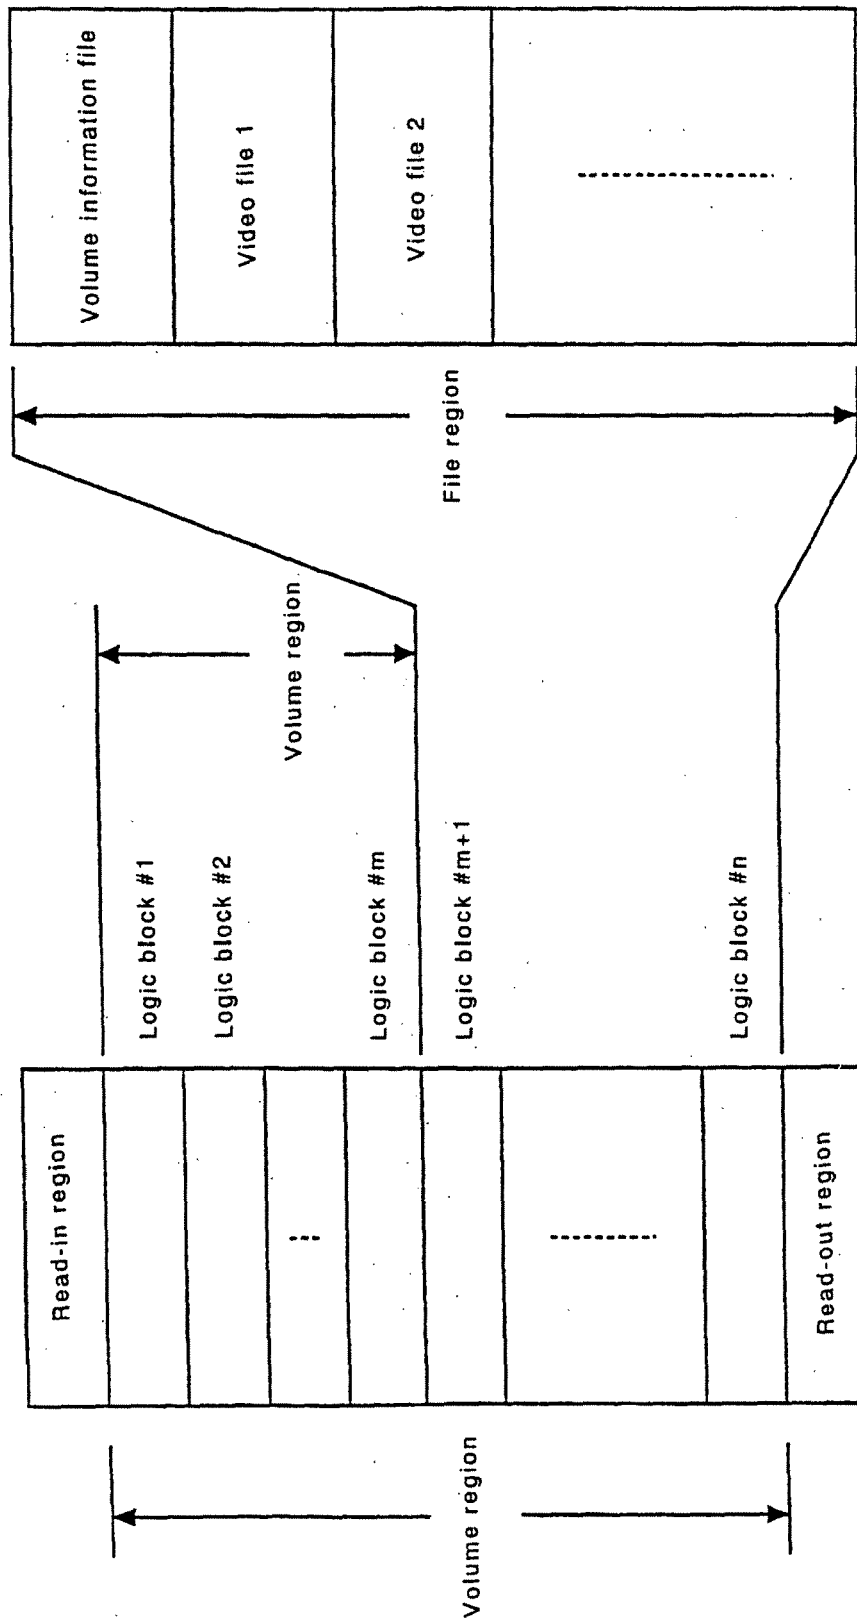 Volume region
Read-in region
Read-out region
Logic block #1
Logic block #2
Logic block #m
Logic block #m+1
Logic block #n
Volume region
File region
Volume information file
Video file 1
Video file 2